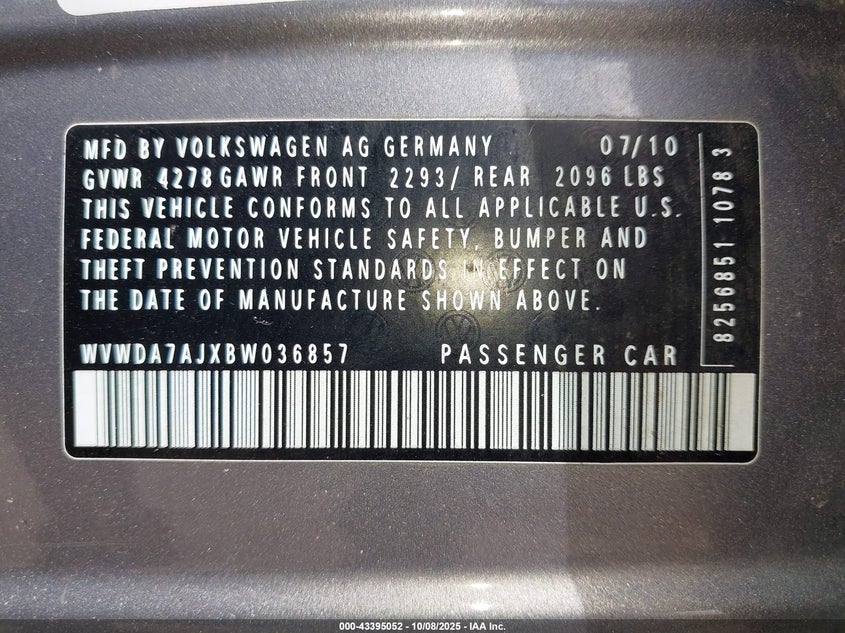 MFD BY VOLKSWAGEN AG GERMANY 07/10
GVWR 4278 GAWR FRONT 2293/ REAR 2096 LBS
THIS VEHICLE CONFORMS TO ALL APPLICABLE U.S.
FEDERAL MOTOR VEHICLE SAFETY, BUMPER AND
THEFT PREVENTION STANDARDS IN EFFECT ON
THE DATE OF MANUFACTURE SHOWN ABOVE.
WVWDA7AJXBW036857 PASSENGER CAR
8256851 1078 3
000-43395052 - 10/08/2025 - IAA Inc.